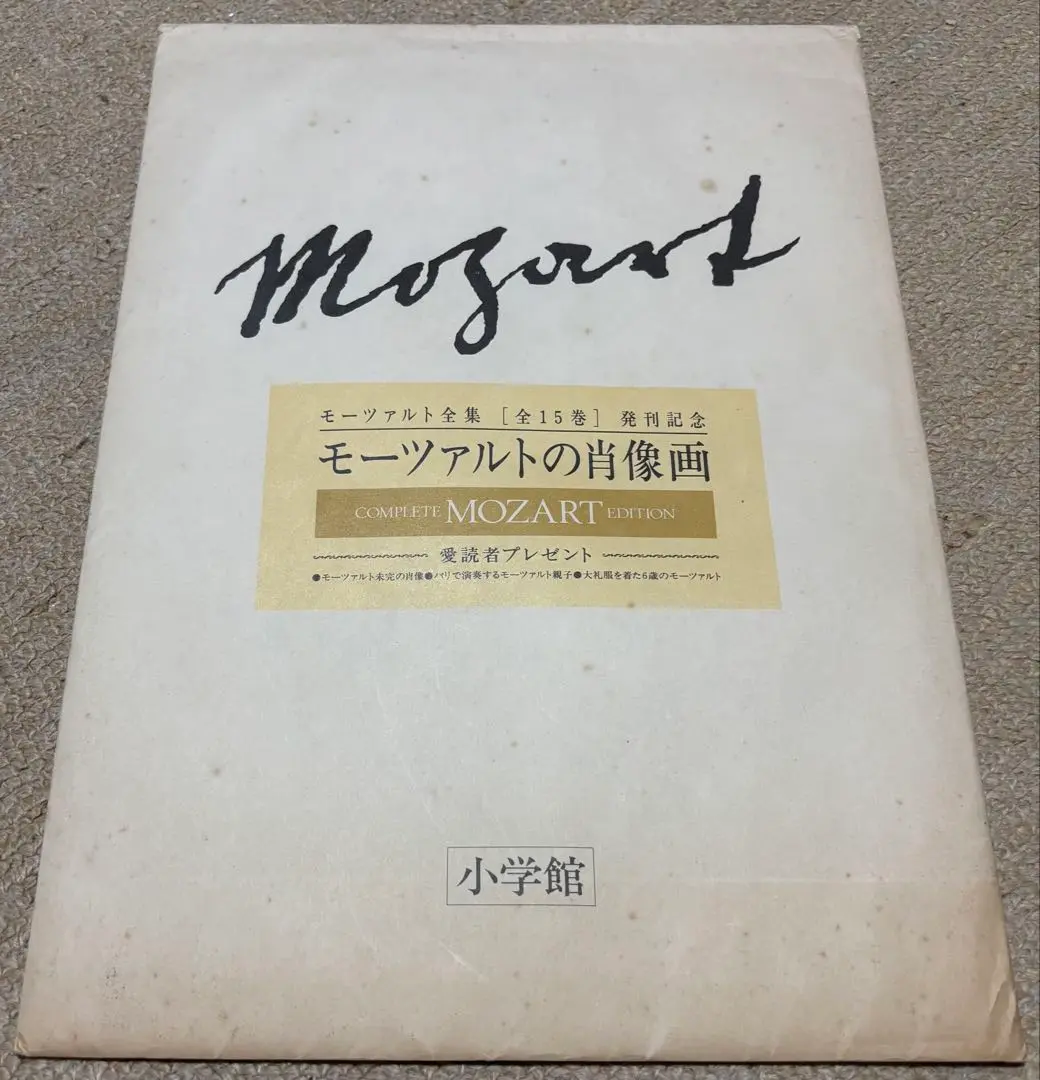 Mozart
モーツァルト全集 [全15巻] 発刊記念
モーツァルトの肖像画
COMPLETE MOZART EDITION
愛読者プレゼント
●モーツァルト未完の肖像●パリで演奏するモーツァルト親子●大礼服を着た6歳のモーツァルト
小学館